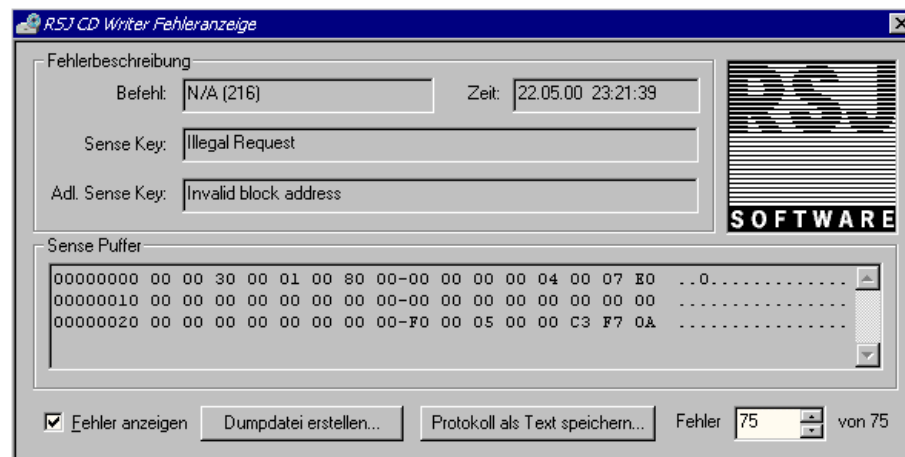 RSJ CD Writer Fehleranzeige
Fehlerbeschreibung
Befehl: N/A (216) Zeit: 22.05.00 23:21:39
Sense Key: Illegal Request
Adl. Sense Key: Invalid block address
RSJ
SOFTWARE
Sense Puffer
00000000 00 00 30 00 01 00 80 00-00 00 00 00 04 00 07 E0 ..0.............
00000010 00 00 00 00 00 00 00 00-00 00 00 00 00 00 00 00 ................
00000020 00 00 00 00 00 00 00 00-F0 00 05 00 00 C3 F7 0A ................
Fehler anzeigen Dumpdatei erstellen... Protokoll als Text speichern... Fehler 75 von 75